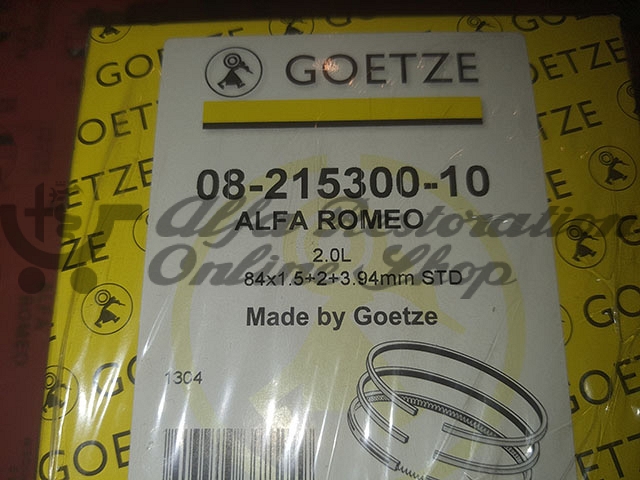 GOETZE
08-215300-10
ALFA ROMEO
2.0L
84x1.5+2+3.94mm STD
Made by Goetze
1304
Alfa Restoration
Online Shop